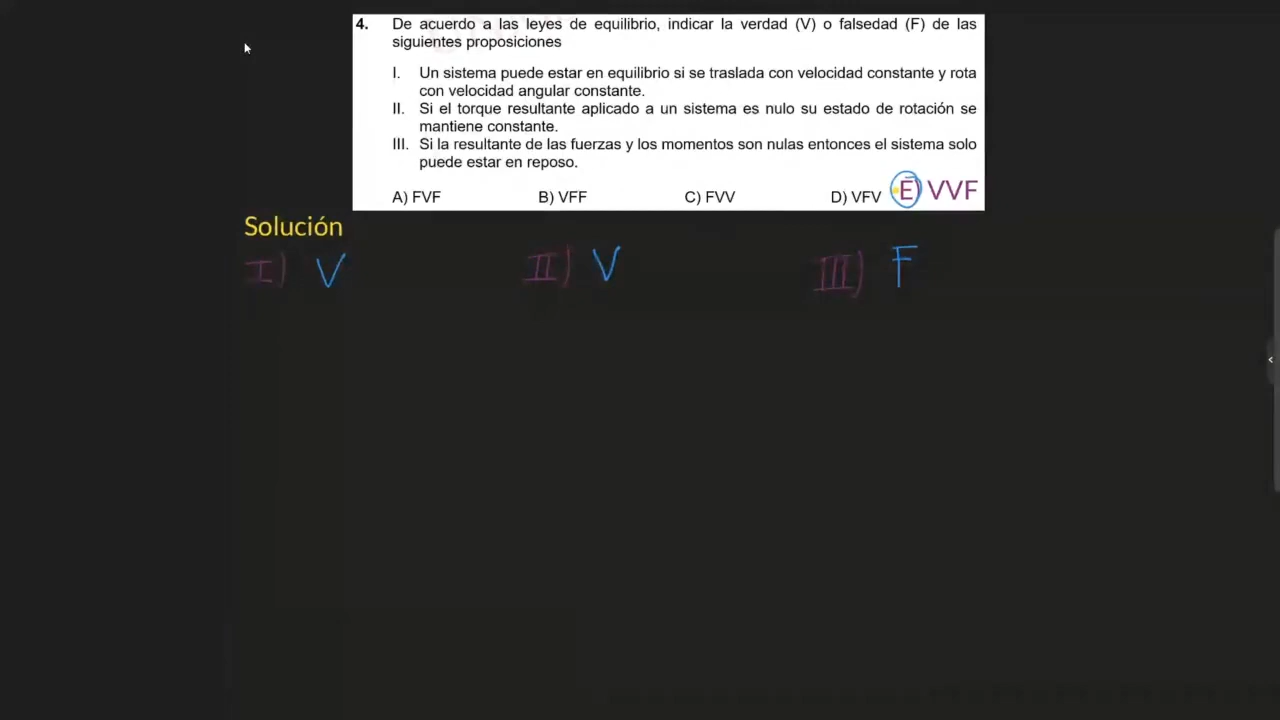 4. De acuerdo a las leyes de equilibrio, indicar la verdad (V) o falsedad (F) de las
siguientes proposiciones
I. Un sistema puede estar en equilibrio si se traslada con velocidad constante y rota
con velocidad angular constante.
II. Si el torque resultante aplicado a un sistema es nulo su estado de rotación se
mantiene constante.
III. Si la resultante de las fuerzas y los momentos son nulas entonces el sistema solo
puede estar en reposo.
A) FVF B) VFF C) FVV D) VFV E) VVF
Solución
I) V II) V III) F